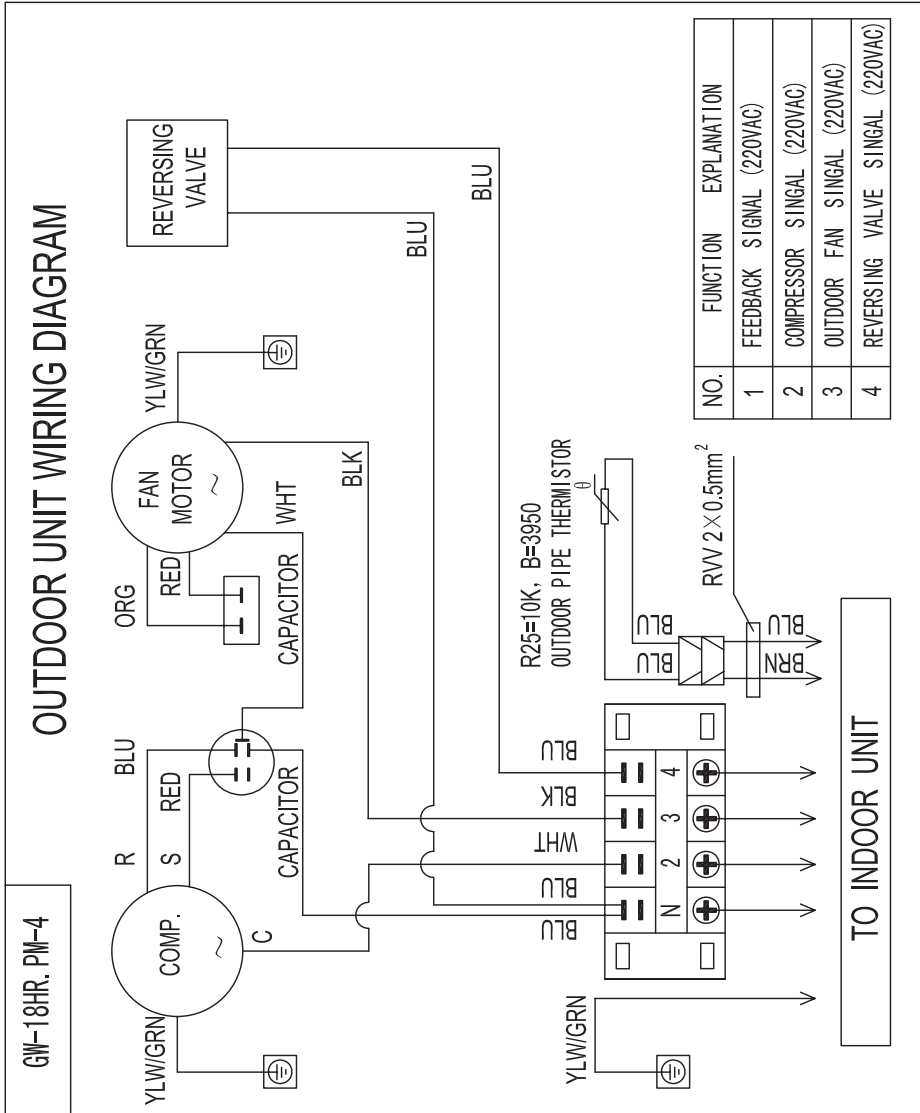 GW-18HR.PM-4
OUTDOOR UNIT WIRING DIAGRAM
REVERSING
VALVE
YLW/GRN
FAN
MOTOR
~
ORG
RED
WHT
CAPACITOR
BLK
BLU
BLU
R
BLU
S
RED
CAPACITOR
COMP.
~
C
YLW/GRN
R25=10K, B=3950
OUTDOOR PIPE THERMISTOR
θ
BLU
BLU
RVV 2×0.5mm²
BRN
BLU
BLU
BLU
WHT
BLK
BLU
N
2
3
4
YLW/GRN
TO INDOOR UNIT
NO. FUNCTION EXPLANATION
1 FEEDBACK SIGNAL (220VAC)
2 COMPRESSOR SINGAL (220VAC)
3 OUTDOOR FAN SINGAL (220VAC)
4 REVERSING VALVE SINGAL (220VAC)